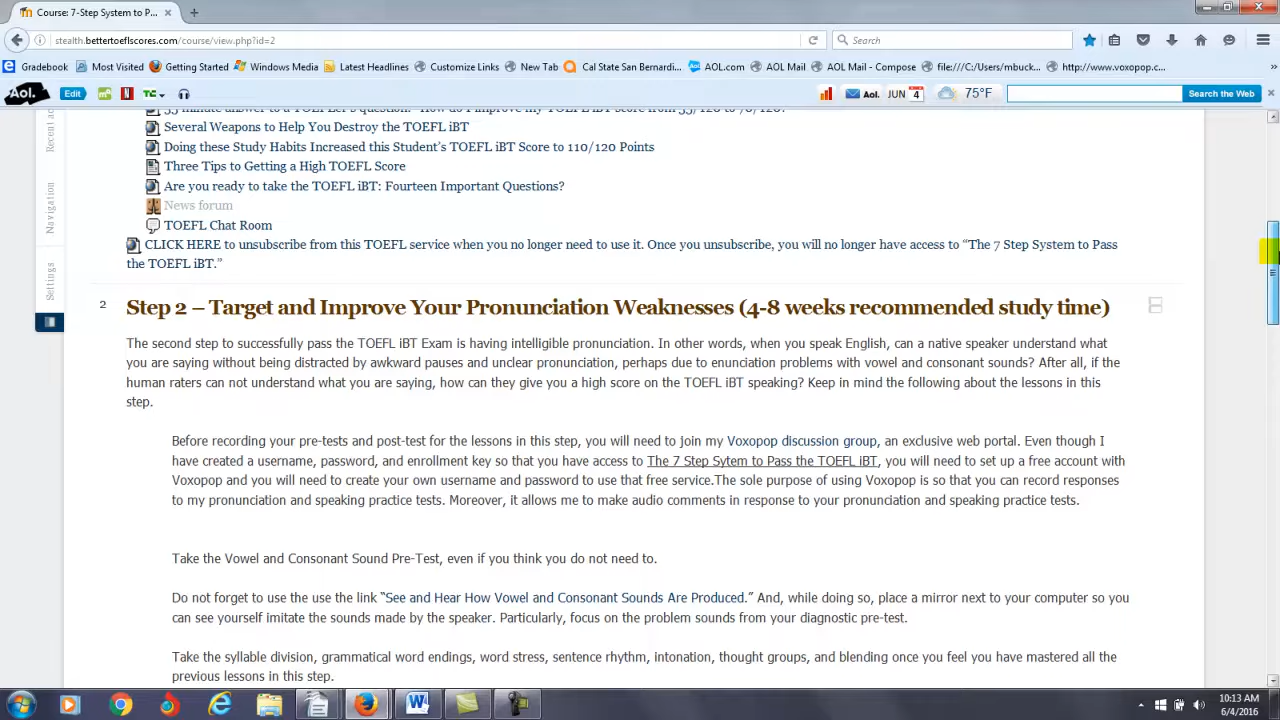 Course: 7-Step System to P...
stealth.bettertoeflscores.com/course/view.php?id=2
Search
Gradebook Most Visited Getting Started Windows Media Latest Headlines Customize Links New Tab Cal State San Bernardi... AOL.com AOL Mail AOL Mail - Compose file:///C:/Users/mbuck... http://www.voxopop.c...
Aol. Edit N TC Aol. JUN 4 75°F Search the Web
Several Weapons to Help You Destroy the TOEFL iBT
Doing these Study Habits Increased this Student's TOEFL iBT Score to 110/120 Points
Three Tips to Getting a High TOEFL Score
Are you ready to take the TOEFL iBT: Fourteen Important Questions?
News forum
TOEFL Chat Room
CLICK HERE to unsubscribe from this TOEFL service when you no longer need to use it. Once you unsubscribe, you will no longer have access to “The 7 Step System to Pass
the TOEFL iBT.”
Navigation
Settings
2 Step 2 – Target and Improve Your Pronunciation Weaknesses (4-8 weeks recommended study time)
The second step to successfully pass the TOEFL iBT Exam is having intelligible pronunciation. In other words, when you speak English, can a native speaker understand what
you are saying without being distracted by awkward pauses and unclear pronunciation, perhaps due to enunciation problems with vowel and consonant sounds? After all, if the
human raters can not understand what you are saying, how can they give you a high score on the TOEFL iBT speaking? Keep in mind the following about the lessons in this
step.
Before recording your pre-tests and post-test for the lessons in this step, you will need to join my Voxopop discussion group, an exclusive web portal. Even though I
have created a username, password, and enrollment key so that you have access to The 7 Step Sytem to Pass the TOEFL iBT, you will need to set up a free account with
Voxopop and you will need to create your own username and password to use that free service.The sole purpose of using Voxopop is so that you can record responses
to my pronunciation and speaking practice tests. Moreover, it allows me to make audio comments in response to your pronunciation and speaking practice tests.
Take the Vowel and Consonant Sound Pre-Test, even if you think you do not need to.
Do not forget to use the use the link “See and Hear How Vowel and Consonant Sounds Are Produced.” And, while doing so, place a mirror next to your computer so you
can see yourself imitate the sounds made by the speaker. Particularly, focus on the problem sounds from your diagnostic pre-test.
Take the syllable division, grammatical word endings, word stress, sentence rhythm, intonation, thought groups, and blending once you feel you have mastered all the
previous lessons in this step.
10:13 AM
6/4/2016